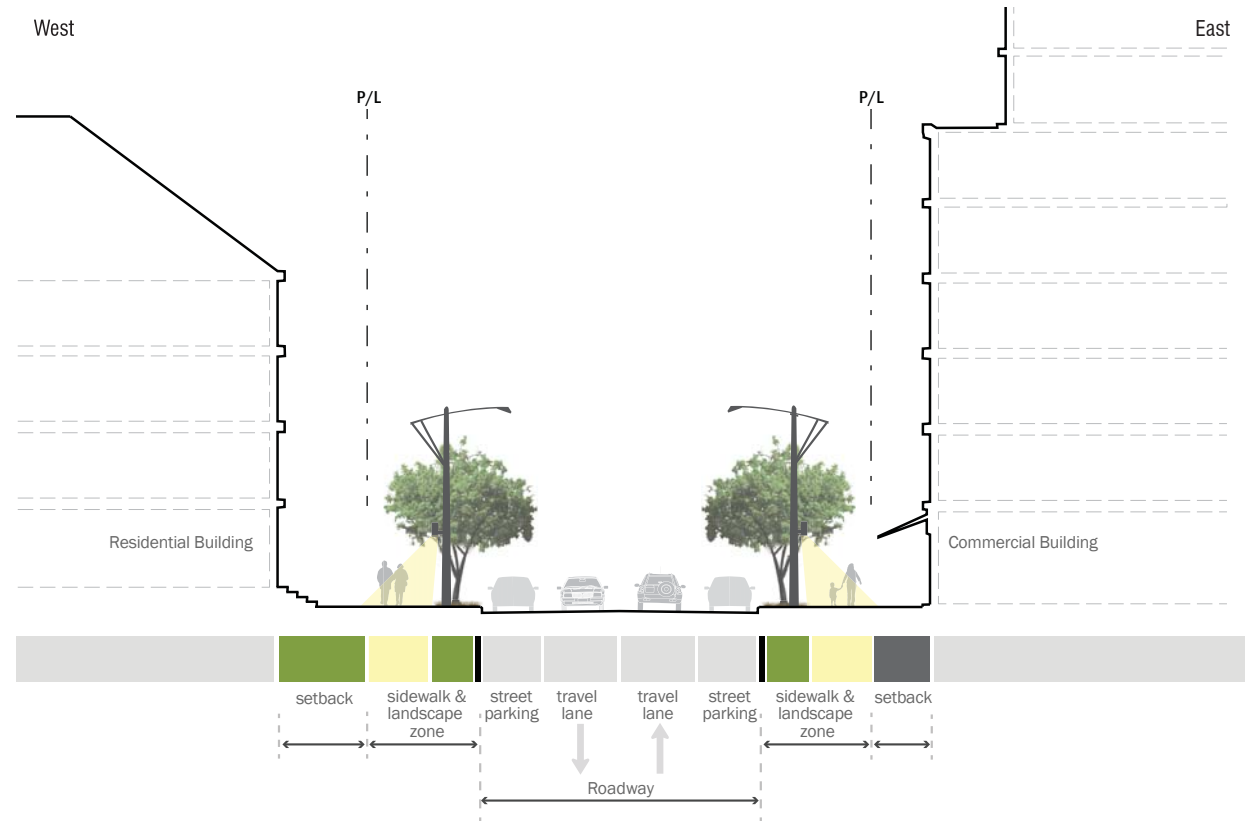 West
East
P/L
P/L
Residential Building
Commercial Building
setback
sidewalk &
landscape
zone
street
parking
travel
lane
travel
lane
street
parking
sidewalk &
landscape
zone
setback
Roadway